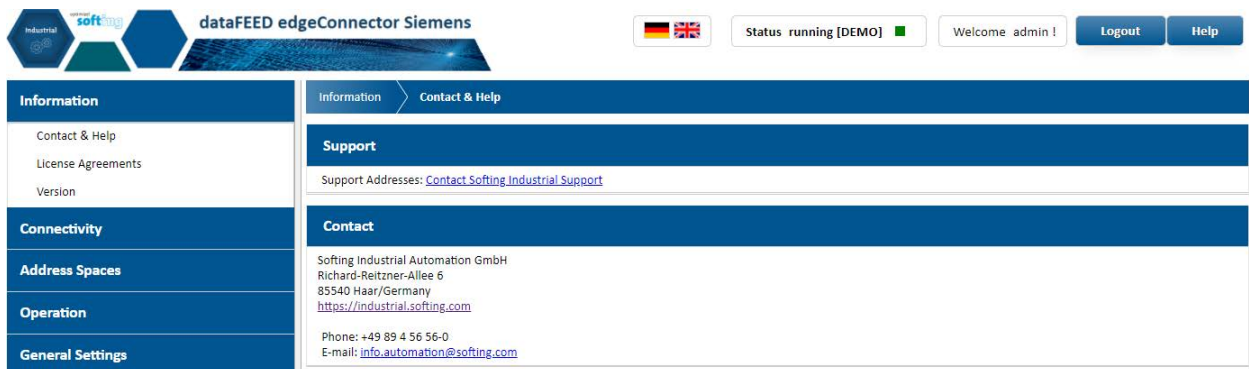 Industrial
softing
dataFEED edgeConnector Siemens
Status running [DEMO]
Welcome admin !
Logout
Help
Information
Contact & Help
License Agreements
Version
Connectivity
Address Spaces
Operation
General Settings
Information
Contact & Help
Support
Support Addresses: Contact Softing Industrial Support
Contact
Softing Industrial Automation GmbH
Richard-Reitzner-Allee 6
85540 Haar/Germany
https://industrial.softing.com
Phone: +49 89 4 56 56-0
E-mail: info.automation@softing.com